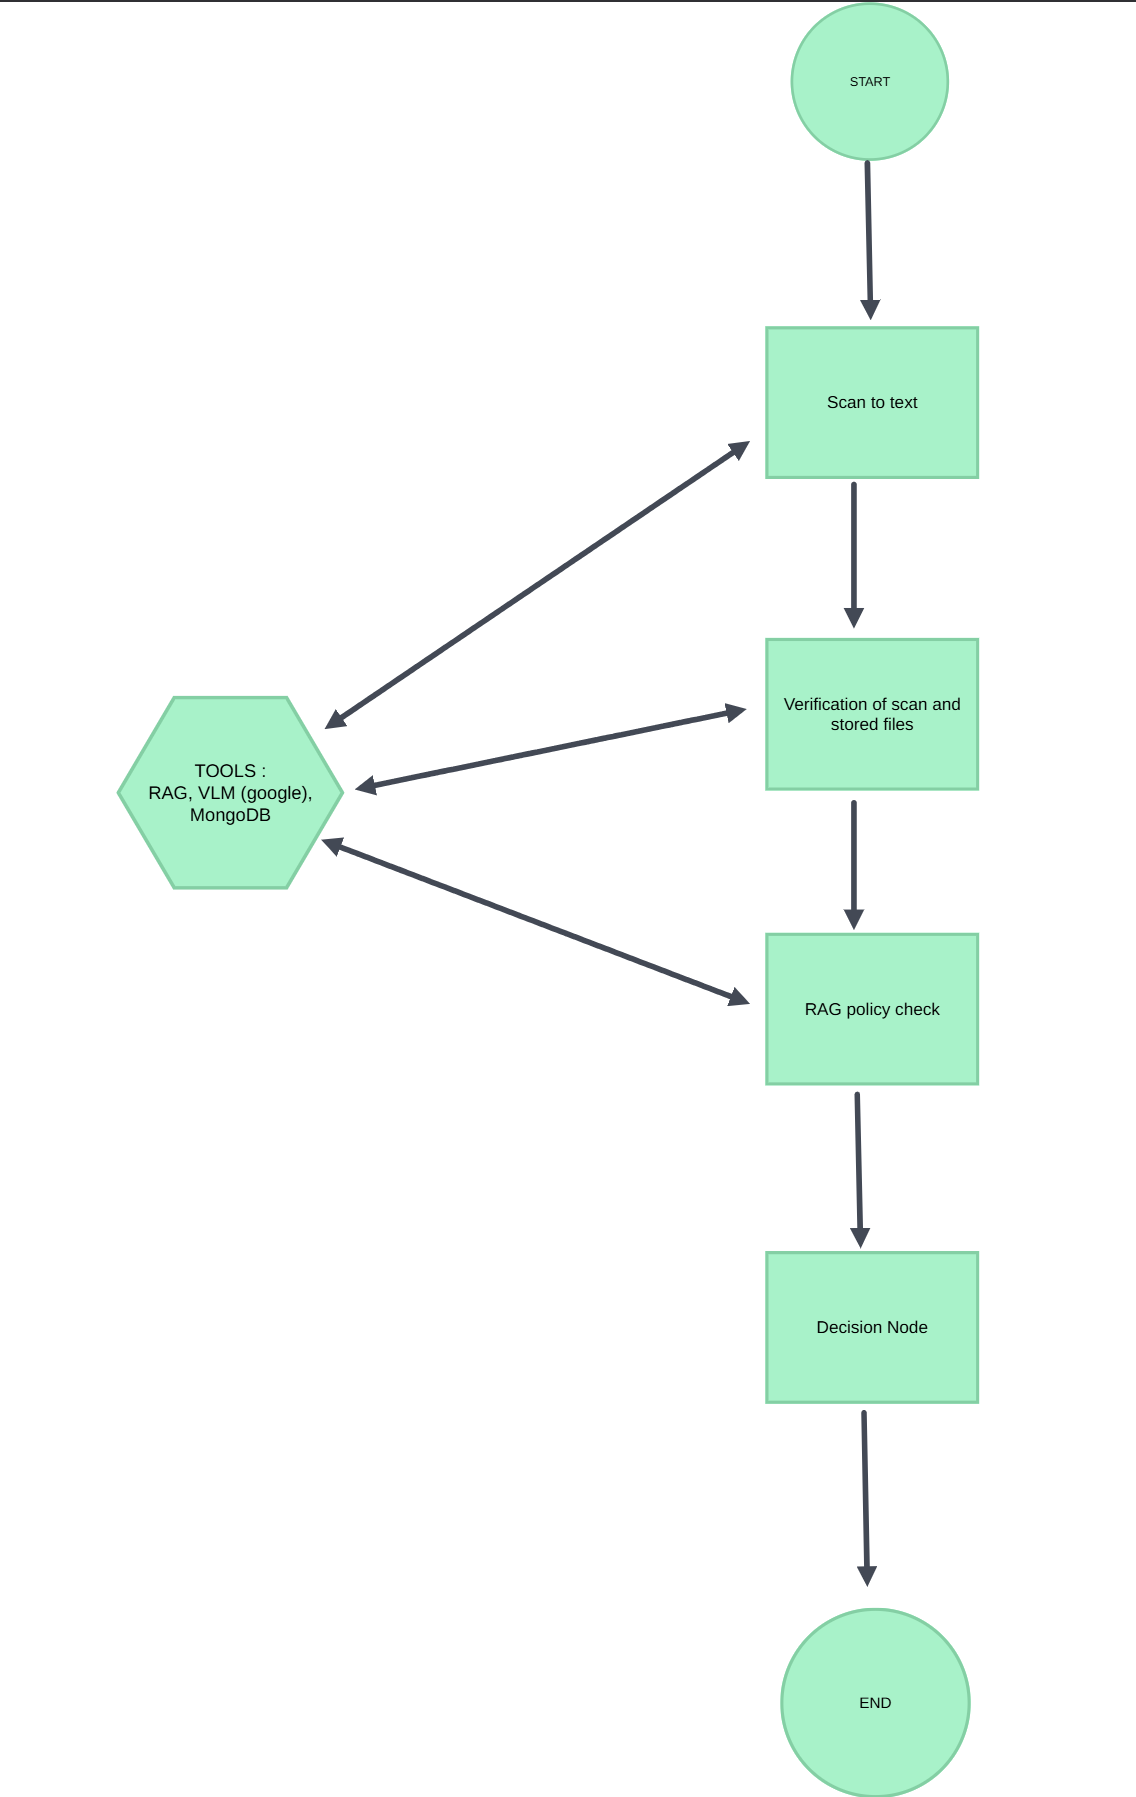 START
Scan to text
Verification of scan and
stored files
TOOLS :
RAG, VLM (google),
MongoDB
RAG policy check
Decision Node
END